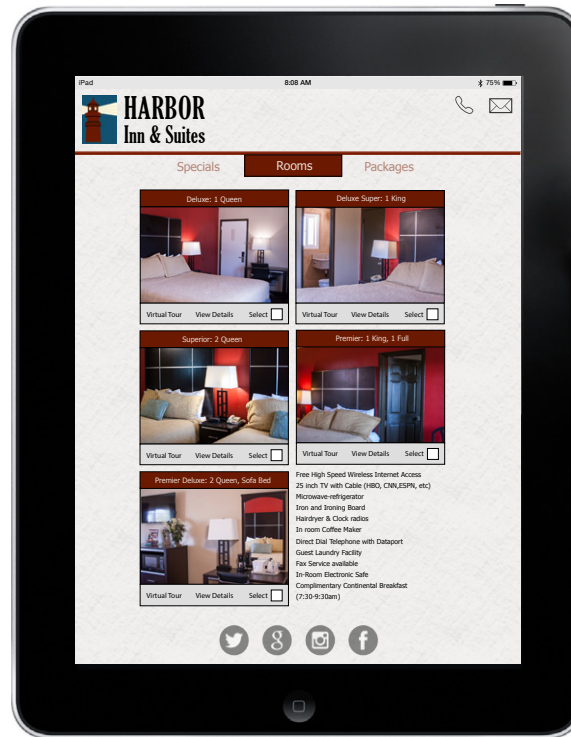 iPad
8:08 AM
75%
HARBOR
Inn & Suites
Specials
Rooms
Packages
Deluxe: 1 Queen
Virtual Tour View Details Select
Deluxe Super: 1 King
Virtual Tour View Details Select
Superior: 2 Queen
Virtual Tour View Details Select
Premier: 1 King, 1 Full
Virtual Tour View Details Select
Premier Deluxe: 2 Queen, Sofa Bed
Virtual Tour View Details Select
Free High Speed Wireless Internet Access
25 inch TV with Cable (HBO, CNN,ESPN, etc)
Microwave-refrigerator
Iron and Ironing Board
Hairdryer & Clock radios
In room Coffee Maker
Direct Dial Telephone with Dataport
Guest Laundry Facility
Fax Service available
In-Room Electronic Safe
Complimentary Continental Breakfast
(7:30-9:30am)